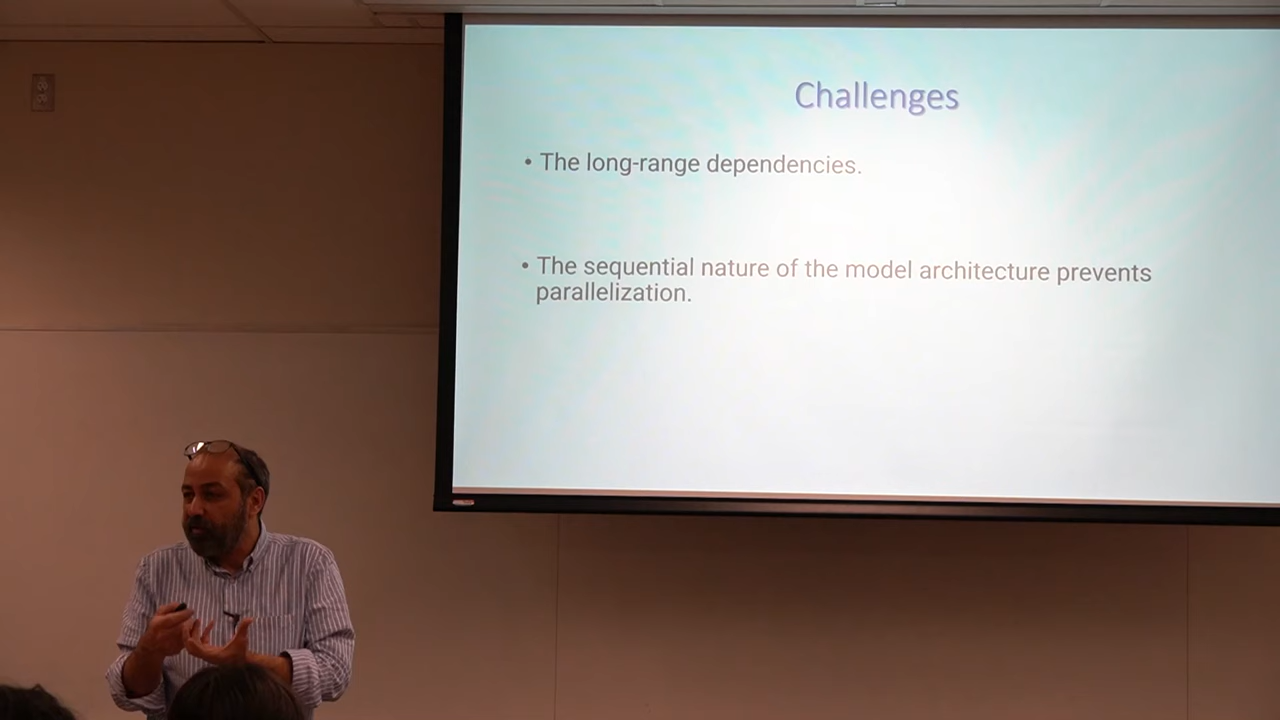 Challenges
• The long-range dependencies.
• The sequential nature of the model architecture prevents
parallelization.